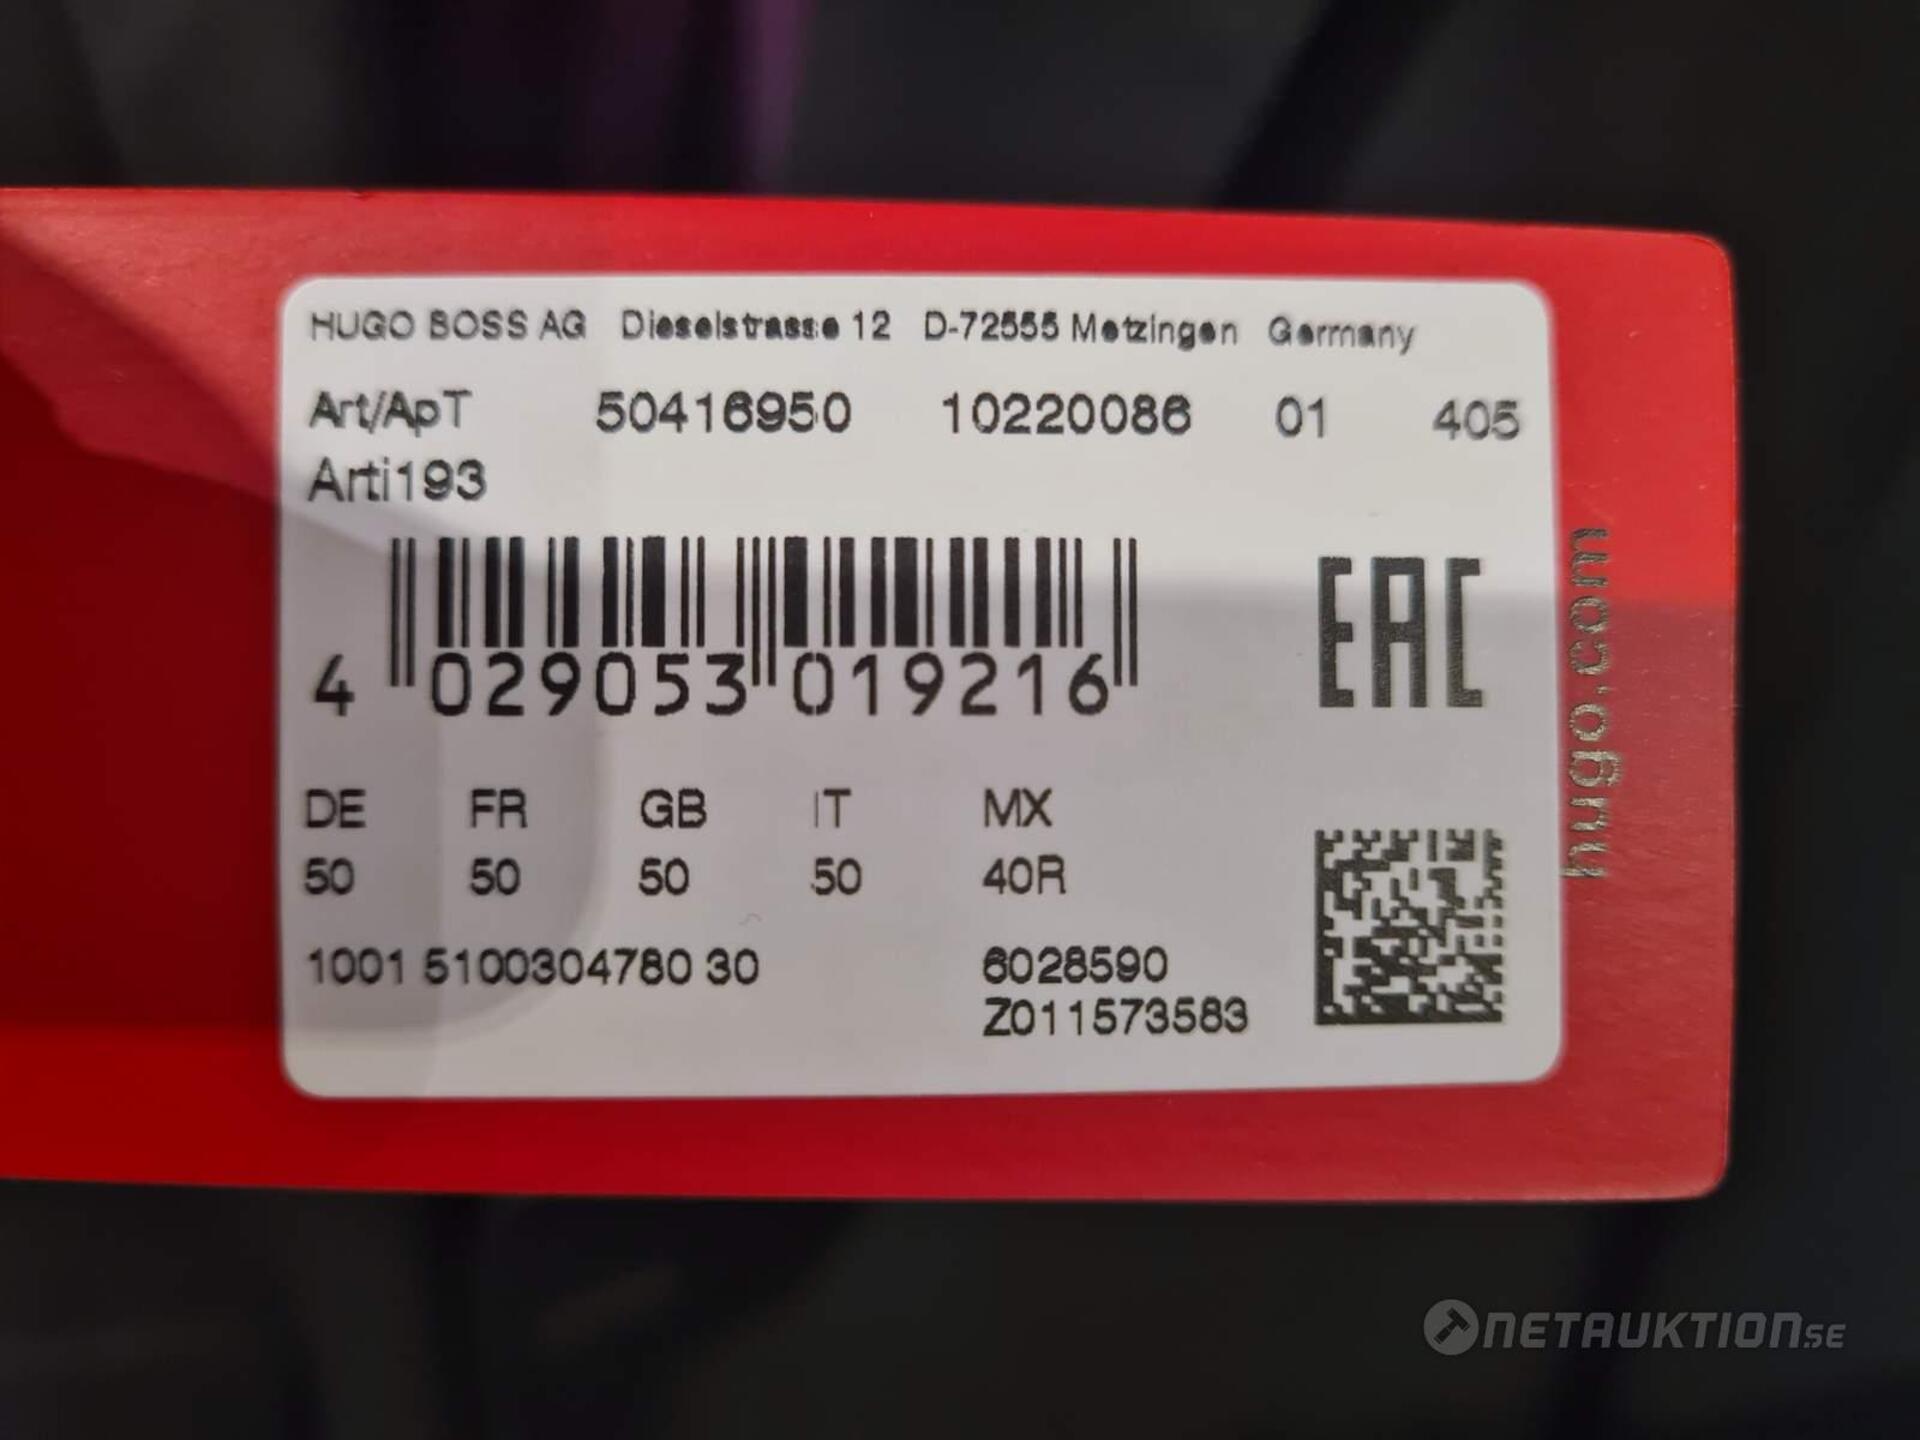 HUGO BOSS AG Dieselstrasse 12 D-72555 Metzingen Germany
Art/ApT 50416950 10220086 01 405
Arti193
4 029053 019216
EAC
DE FR GB IT MX
50 50 50 50 40R
1001 5100304780 30 6028590
Z011573583
hugo.com
NETAUKTION.SE